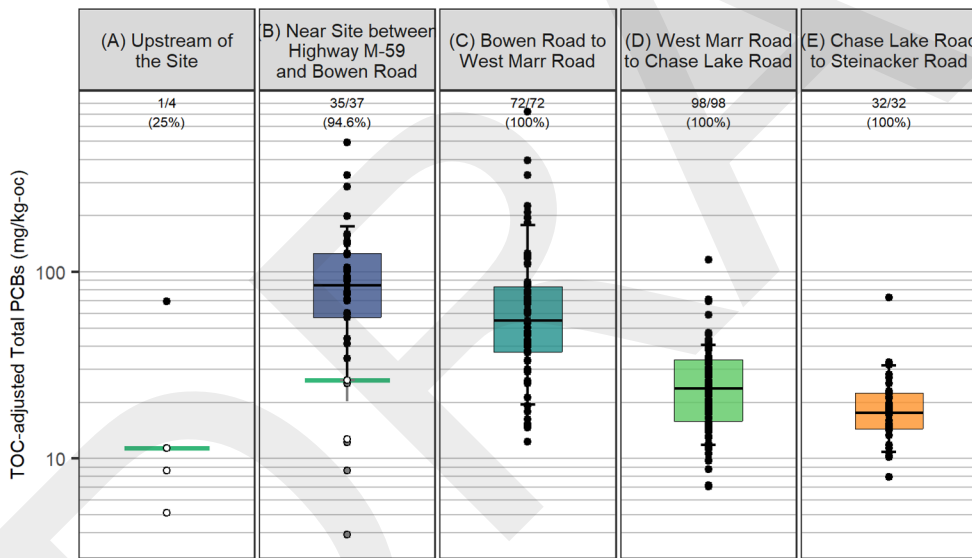 (A) Upstream of
the Site
(B) Near Site between
Highway M-59
and Bowen Road
(C) Bowen Road to
West Marr Road
(D) West Marr Road
to Chase Lake Road
(E) Chase Lake Road
to Steinacker Road
1/4
(25%)
35/37
(94.6%)
72/72
(100%)
98/98
(100%)
32/32
(100%)
TOC-adjusted Total PCBs (mg/kg-oc)
100
10